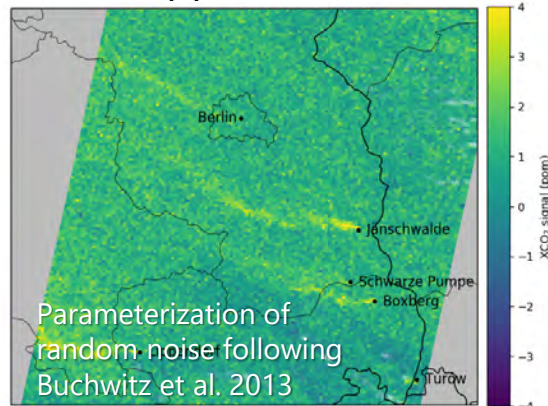 4
3
2
1
0
−1
−2
−3
XCO₂ signal (ppm)
Berlin
Jänschwalde
Schwarze Pumpe
Boxberg
Turów
Parameterization of
random noise following
Buchwitz et al. 2013